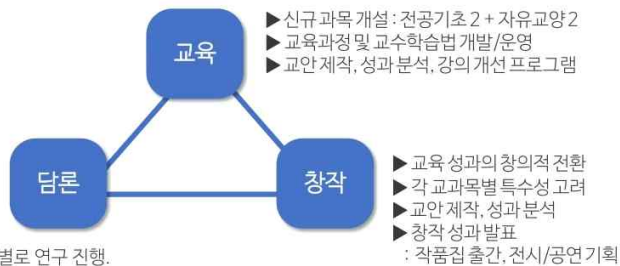 ▶ 신규 과목 개설 : 전공기초 2 + 자유교양 2
▶ 교육과정 및 교수학습법 개발/운영
▶ 교안 제작, 성과 분석, 강의 개선 프로그램
교육
담론
창작
▶ 교육 성과의 창의적 전환
▶ 각 교과목별 특수성 고려
▶ 교안 제작, 성과 분석
▶ 창작 성과 발표
: 작품집 출간, 전시/공연 기획
별로 연구 진행.